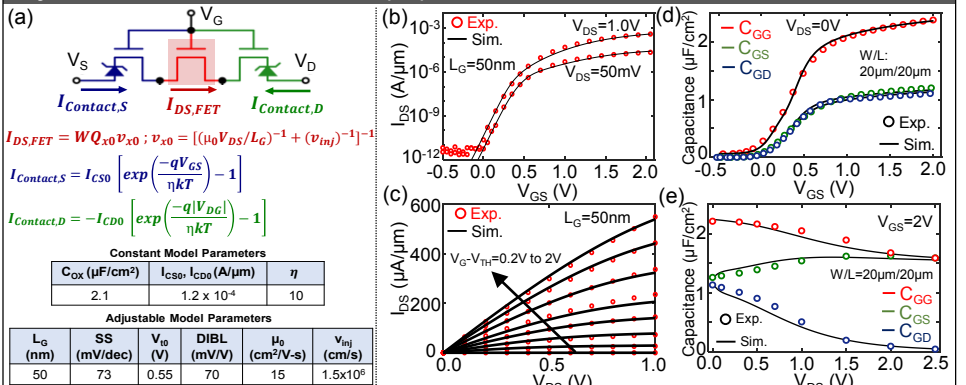 (a)
V_G
V_S
V_D
I_Contact,S
I_DS,FET
I_Contact,D
I_DS,FET = WQ_x0 v_x0 ; v_x0 = [(μ_0V_DS/L_G)^-1 + (v_inj)^-1]^-1
I_Contact,S = I_CS0 [exp(-qV_GS/ηkT) - 1]
I_Contact,D = -I_CD0 [exp(-q|V_DG|/ηkT) - 1]
Constant Model Parameters
C_OX (μF/cm²) I_CS0, I_CD0 (A/μm) η
2.1 1.2 x 10^-4 10
Adjustable Model Parameters
L_G (nm) SS (mV/dec) V_t0 (V) DIBL (mV/V) μ_0 (cm²/V-s) v_inj (cm/s)
50 73 0.55 70 15 1.5x10^6
(b)
Exp.
Sim.
L_G=50nm
V_DS=1.0V
V_DS=50mV
I_DS (A/μm)
10^-3
10^-6
10^-9
10^-12
-0.5 0.0 0.5 1.0 1.5 2.0
V_GS (V)
(c)
Exp.
Sim.
L_G=50nm
V_G-V_TH=0.2V to 2V
I_DS (μA/μm)
600
400
200
0
0.0 0.5 1.0
V_DS (V)
(d)
C_GG
C_GS
C_GD
V_DS=0V
W/L:
20μm/20μm
Exp.
Sim.
Capacitance (μF/cm²)
2
1
0
-0.5 0.0 0.5 1.0 1.5 2.0
V_GS (V)
(e)
V_GS=2V
W/L=20μm/20μm
C_GG
C_GS
C_GD
Exp.
Sim.
Capacitance (μF/cm²)
2
1
0
0.0 0.5 1.0 1.5 2.0 2.5